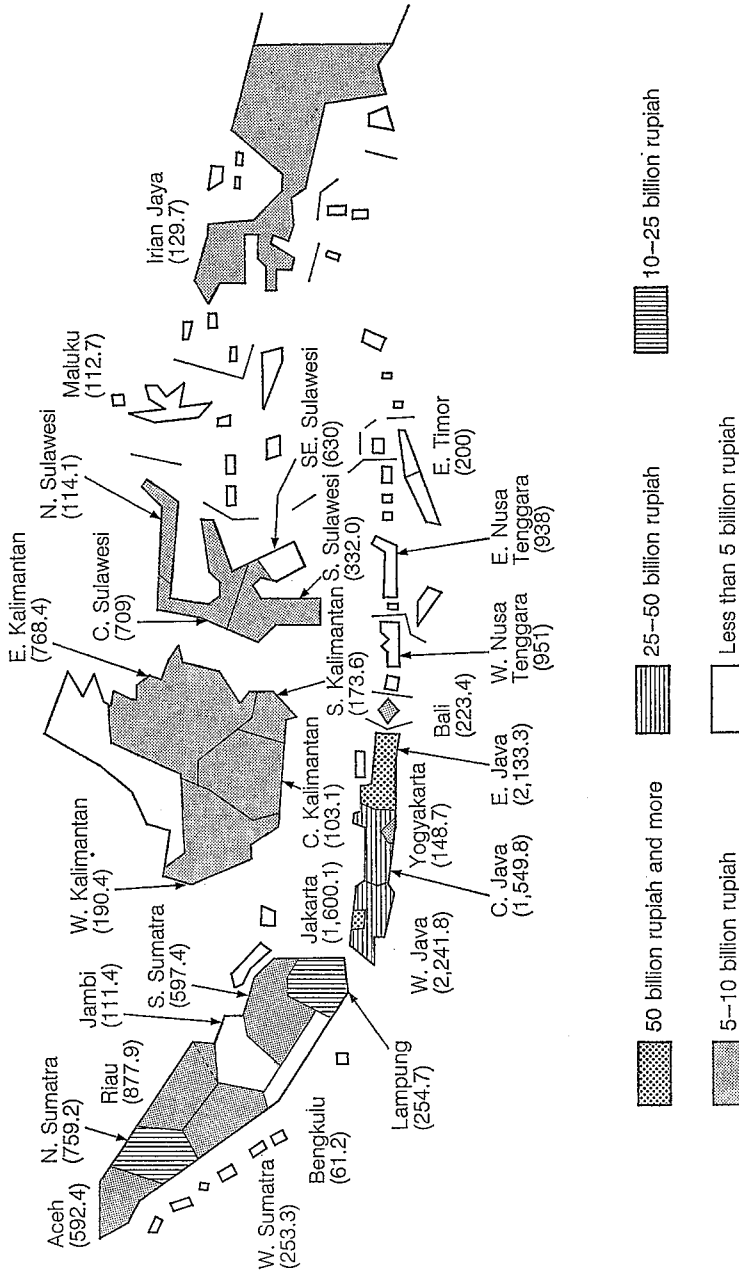 Aceh
(592.4)
N. Sumatra
(759.2)
Riau
(877.9)
Jambi
(111.4)
S. Sumatra
(597.4)
W. Sumatra
(253.3)
Bengkulu
(61.2)
Lampung
(254.7)
W. Kalimantan
(190.4)
E. Kalimantan
(768.4)
C. Kalimantan
(103.1)
S. Kalimantan
(173.6)
C. Sulawesi
(709)
N. Sulawesi
(114.1)
S. Sulawesi
(332.0)
SE. Sulawesi
(630)
Maluku
(112.7)
Irian Jaya
(129.7)
Jakarta
(1,600.1)
W. Java
(2,241.8)
C. Java
(1,549.8)
Yogyakarta
(148.7)
E. Java
(2,133.3)
Bali
(223.4)
W. Nusa
Tenggara
(951)
E. Nusa
Tenggara
(938)
E. Timor
(200)
50 billion rupiah and more
25–50 billion rupiah
10–25 billion rupiah
5–10 billion rupiah
Less than 5 billion rupiah